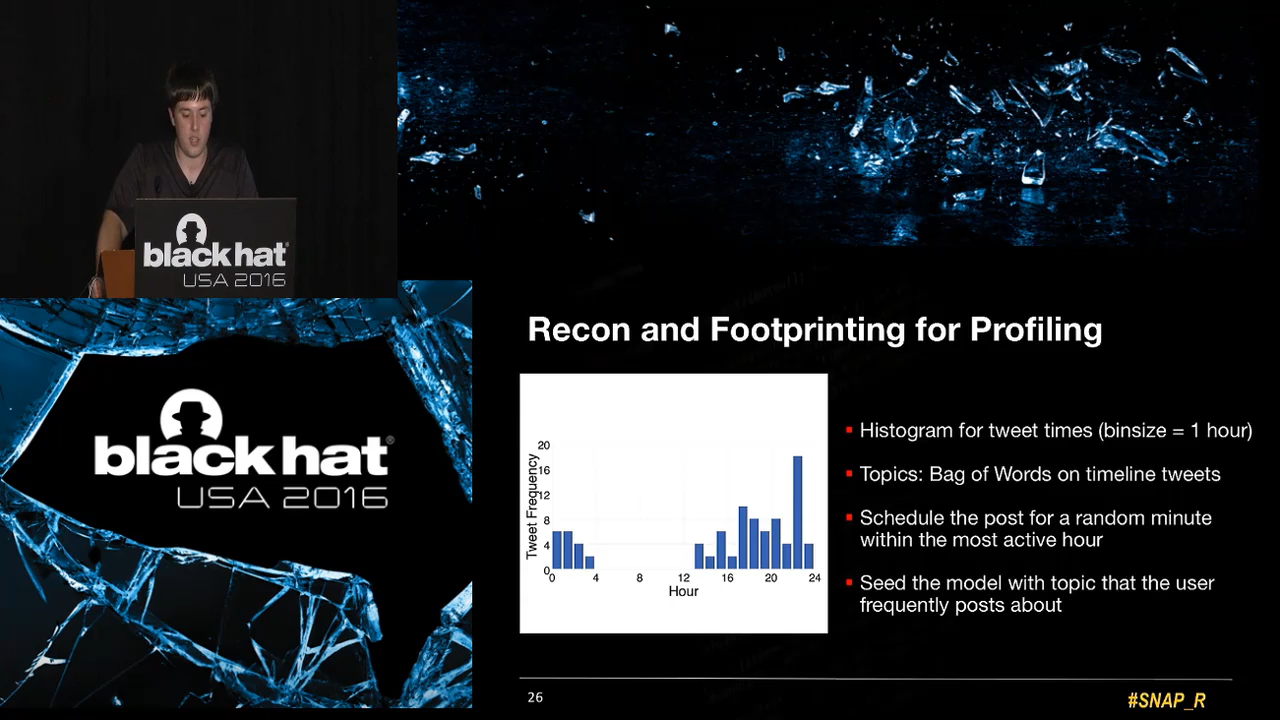 black hat
USA 2016
black hat
USA 2016
Recon and Footprinting for Profiling
20
16
12
8
4
0
Tweet Frequency
0 4 8 12 16 20 24
Hour
Histogram for tweet times (binsize = 1 hour)
Topics: Bag of Words on timeline tweets
Schedule the post for a random minute
within the most active hour
Seed the model with topic that the user
frequently posts about
26
#SNAP_R